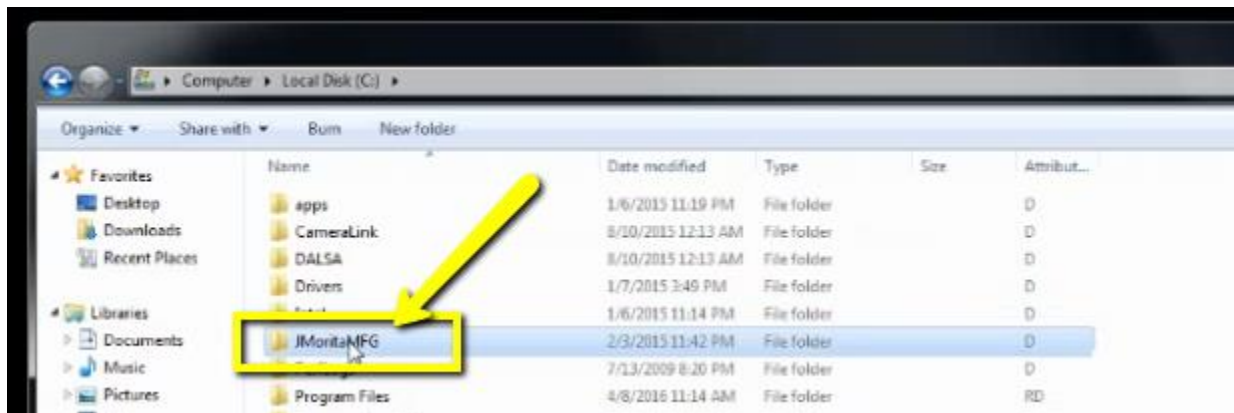 Computer ▸ Local Disk (C:) ▸
Organize ▾ Share with ▾ Burn New folder
Favorites
Desktop
Downloads
Recent Places
Libraries
Documents
Music
Pictures
Name Date modified Type Size Attribut...
apps 1/6/2015 11:19 PM File folder D
CameraLink 8/10/2015 12:13 AM File folder D
DALSA 8/10/2015 12:13 AM File folder D
Drivers 1/7/2015 3:49 PM File folder D
1/6/2015 11:14 PM File folder D
JMoritaMFG 2/3/2015 11:42 PM File folder D
7/13/2009 8:20 PM File folder D
Program Files 4/8/2016 11:14 AM File folder RD